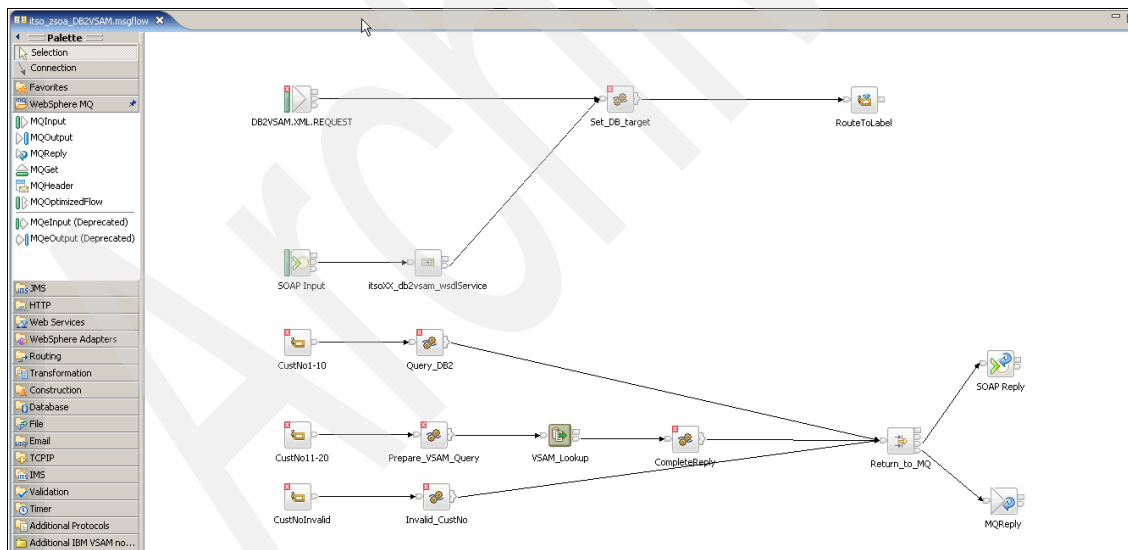 itso_zsoa_DB2VSAM.msgflow
Palette
Selection
Connection
Favorites
WebSphere MQ
MQInput
MQOutput
MQReply
MQGet
MQHeader
MQOptimizedFlow
MQeInput (Deprecated)
MQeOutput (Deprecated)
JMS
HTTP
Web Services
WebSphere Adapters
Routing
Transformation
Construction
Database
File
Email
TCPIP
IMS
Validation
Timer
Additional Protocols
Additional IBM VSAM no...
DB2VSAM.XML.REQUEST
Set_DB_target
RouteToLabel
SOAP Input
itsoXX_db2vsam_wsdlService
CustNo1-10
Query_DB2
SOAP Reply
CustNo11-20
Prepare_VSAM_Query
VSAM_Lookup
CompleteReply
Return_to_MQ
CustNoInvalid
Invalid_CustNo
MQReply